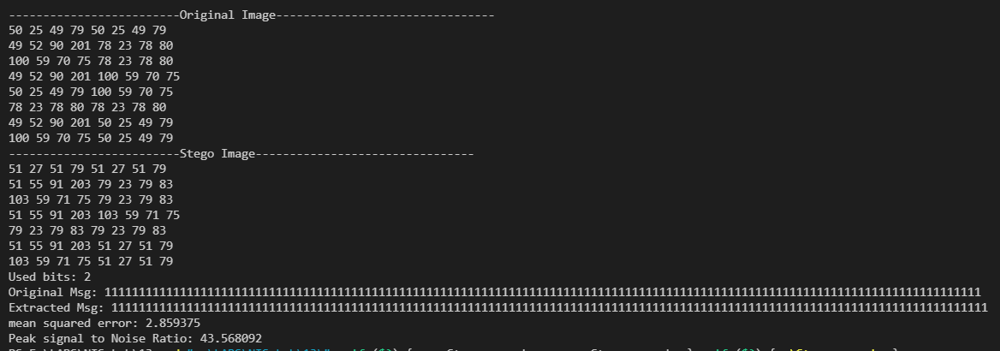 -------------------------Original Image--------------------------------
50 25 49 79 50 25 49 79
49 52 90 201 78 23 78 80
100 59 70 75 78 23 78 80
49 52 90 201 100 59 70 75
50 25 49 79 100 59 70 75
78 23 78 80 78 23 78 80
49 52 90 201 50 25 49 79
100 59 70 75 50 25 49 79
-------------------------Stego Image--------------------------------
51 27 51 79 51 27 51 79
51 55 91 203 79 23 79 83
103 59 71 75 79 23 79 83
51 55 91 203 103 59 71 75
79 23 79 83 79 23 79 83
51 55 91 203 51 27 51 79
103 59 71 75 51 27 51 79
Used bits: 2
Original Msg: 11111111111111111111111111111111111111111111111111111111111111111111111111111111111111111111111111111111111111111111111111111111
Extracted Msg: 11111111111111111111111111111111111111111111111111111111111111111111111111111111111111111111111111111111111111111111111111111111
mean squared error: 2.859375
Peak signal to Noise Ratio: 43.568092